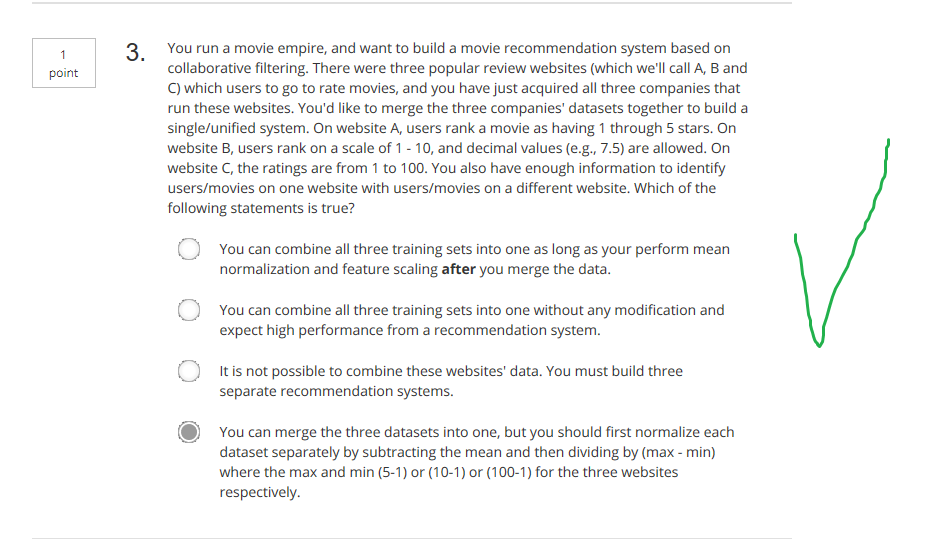 1
point
3.
You run a movie empire, and want to build a movie recommendation system based on
collaborative filtering. There were three popular review websites (which we'll call A, B and
C) which users to go to rate movies, and you have just acquired all three companies that
run these websites. You'd like to merge the three companies' datasets together to build a
single/unified system. On website A, users rank a movie as having 1 through 5 stars. On
website B, users rank on a scale of 1 - 10, and decimal values (e.g., 7.5) are allowed. On
website C, the ratings are from 1 to 100. You also have enough information to identify
users/movies on one website with users/movies on a different website. Which of the
following statements is true?
You can combine all three training sets into one as long as your perform mean
normalization and feature scaling after you merge the data.
You can combine all three training sets into one without any modification and
expect high performance from a recommendation system.
It is not possible to combine these websites' data. You must build three
separate recommendation systems.
You can merge the three datasets into one, but you should first normalize each
dataset separately by subtracting the mean and then dividing by (max - min)
where the max and min (5-1) or (10-1) or (100-1) for the three websites
respectively.